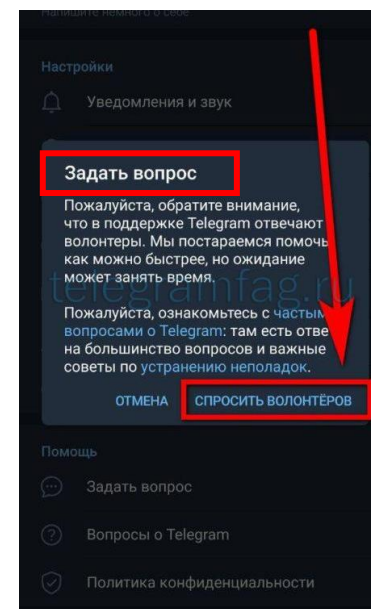 Напишите немного о себе
Настройки
Уведомления и звук
Задать вопрос
Пожалуйста, обратите внимание,
что в поддержке Telegram отвечают
волонтеры. Мы постараемся помочь
как можно быстрее, но ожидание
может занять время.
telegramfag.ru
Пожалуйста, ознакомьтесь с частым
вопросами о Telegram: там есть отве
на большинство вопросов и важные
советы по устранению неполадок.
ОТМЕНА СПРОСИТЬ ВОЛОНТЁРОВ
Помощь
Задать вопрос
Вопросы о Telegram
Политика конфиденциальности